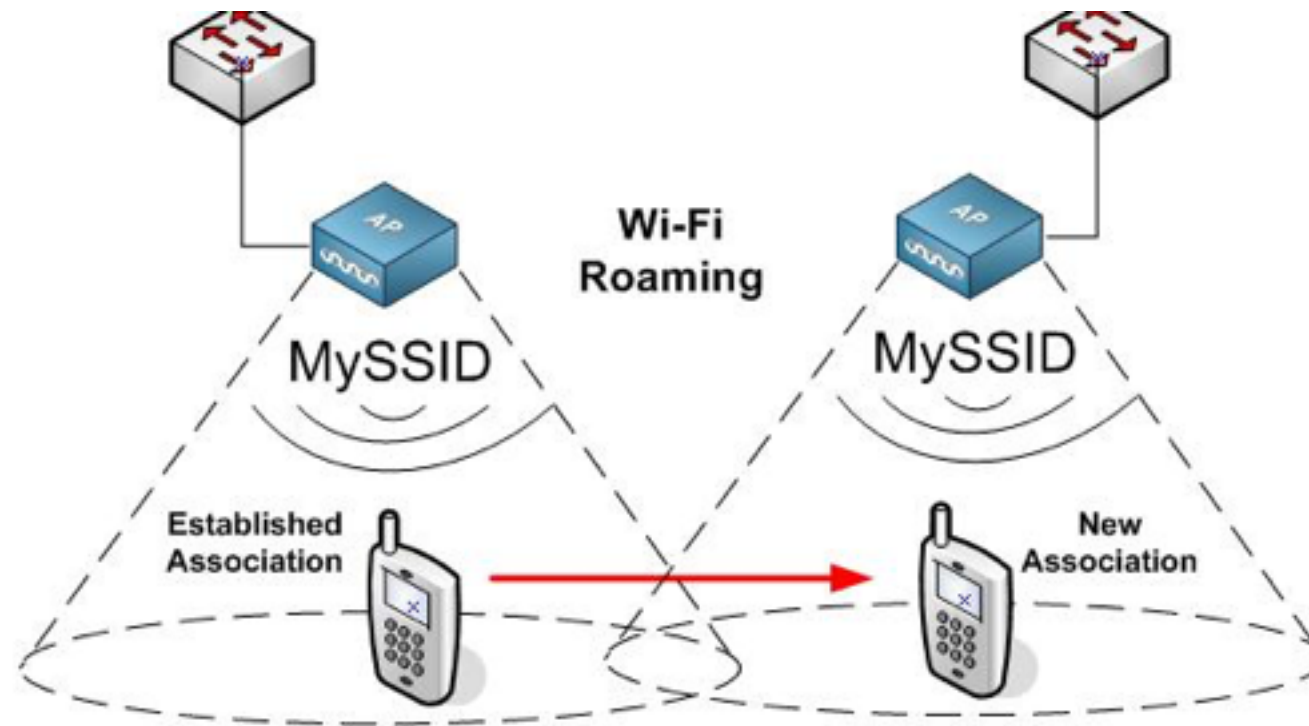 AP
AP
Wi-Fi
Roaming
MySSID
MySSID
Established
Association
New
Association